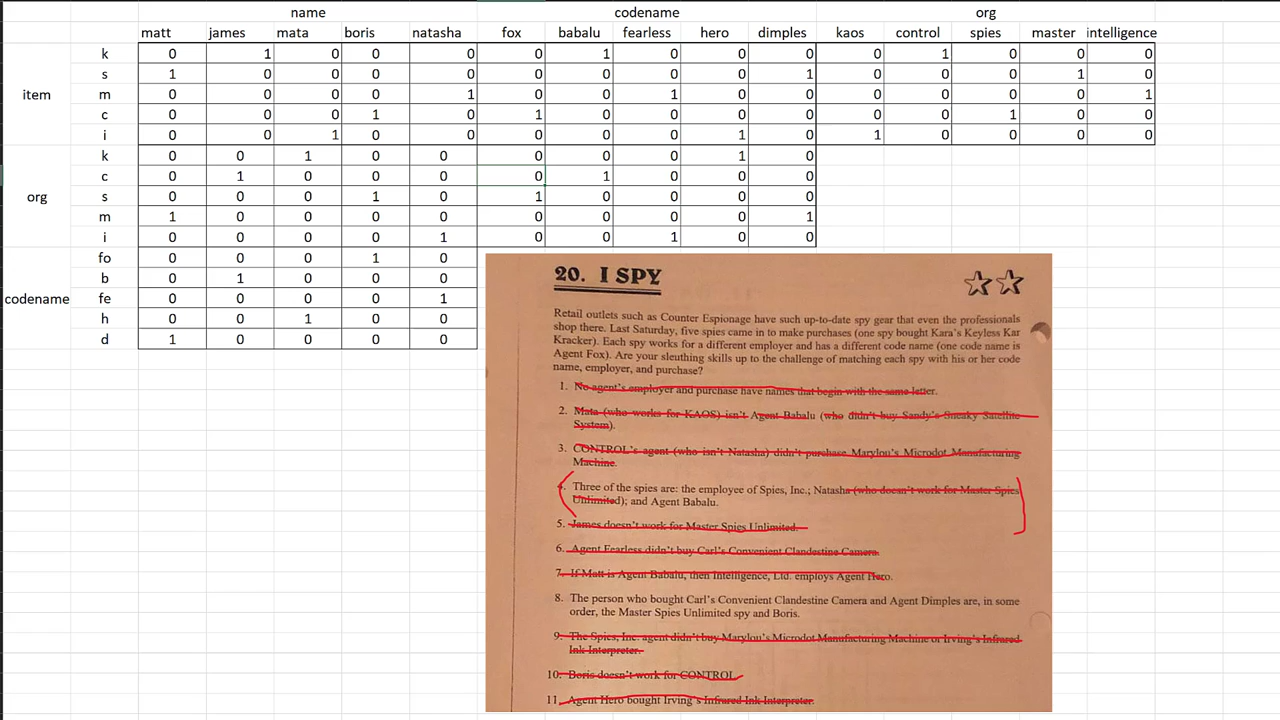 name codename org
matt james mata boris natasha fox babalu fearless hero dimples kaos control spies master intelligence
k 0 1 0 0 0 0 1 0 0 0 0 1 0 0 0
s 1 0 0 0 0 0 0 0 0 1 0 0 0 1 0
item m 0 0 0 0 1 0 0 1 0 0 0 0 0 0 1
c 0 0 0 1 0 1 0 0 0 0 0 0 1 0 0
i 0 0 1 0 0 0 0 0 1 0 1 0 0 0 0
k 0 0 1 0 0 0 0 0 1 0
c 0 1 0 0 0 0 1 0 0 0
org s 0 0 0 1 0 1 0 0 0 0
m 1 0 0 0 0 0 0 0 0 1
i 0 0 0 0 1 0 0 1 0 0
fo 0 0 0 1 0
b 0 1 0 0 0
codename fe 0 0 0 0 1
h 0 0 1 0 0
d 1 0 0 0 0
20. I SPY
Retail outlets such as Counter Espionage have such up-to-date spy gear that even the professionals
shop there. Last Saturday, five spies came in to make purchases (one spy bought Kara's Keyless Kar
Kracker). Each spy works for a different employer and has a different code name (one code name is
Agent Fox). Are your sleuthing skills up to the challenge of matching each spy with his or her code
name, employer, and purchase?
1. No agent's employer and purchase have names that begin with the same letter.
2. Mata (who works for KAOS) isn't Agent Babalu (who didn't buy Sandy's Sneaky Satellite
System).
3. CONTROL's agent (who isn't Natasha) didn't purchase Marylou's Microdot Manufacturing
Machine.
4. Three of the spies are: the employee of Spies, Inc.; Natasha (who doesn't work for Master Spies
Unlimited); and Agent Babalu.
5. James doesn't work for Master Spies Unlimited.
6. Agent Fearless didn't buy Carl's Convenient Clandestine Camera.
7. If Matt is Agent Babalu, then Intelligence, Ltd. employs Agent Hero.
8. The person who bought Carl's Convenient Clandestine Camera and Agent Dimples are, in some
order, the Master Spies Unlimited spy and Boris.
9. The Spies, Inc. agent didn't buy Marylou's Microdot Manufacturing Machine or Irving's Infrared
Ink Interpreter.
10. Boris doesn't work for CONTROL.
11. Agent Hero bought Irving's Infrared Ink Interpreter.